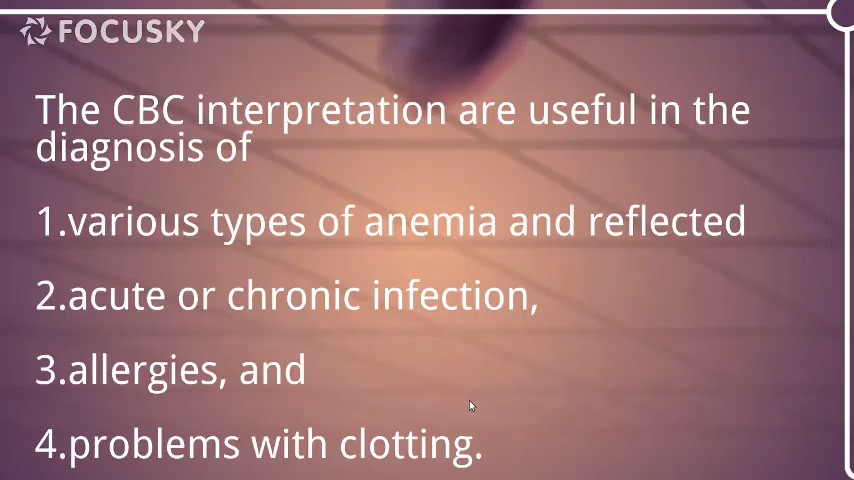 FOCUSKY
The CBC interpretation are useful in the
diagnosis of
1.various types of anemia and reflected
2.acute or chronic infection,
3.allergies, and
4.problems with clotting.